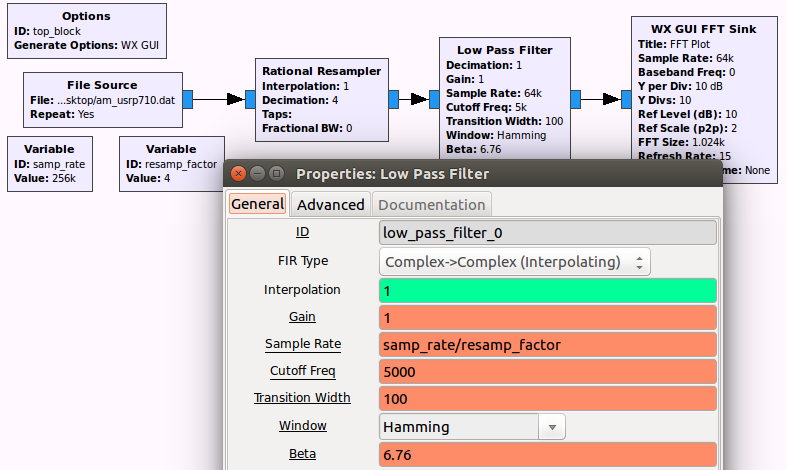 Options
ID: top_block
Generate Options: WX GUI
File Source
File: ...sktop/am_usrp710.dat
Repeat: Yes
Variable
ID: samp_rate
Value: 256k
Variable
ID: resamp_factor
Value: 4
Rational Resampler
Interpolation: 1
Decimation: 4
Taps:
Fractional BW: 0
Low Pass Filter
Decimation: 1
Gain: 1
Sample Rate: 64k
Cutoff Freq: 5k
Transition Width: 100
Window: Hamming
Beta: 6.76
WX GUI FFT Sink
Title: FFT Plot
Sample Rate: 64k
Baseband Freq: 0
Y per Div: 10 dB
Y Divs: 10
Ref Level (dB): 10
Ref Scale (p2p): 2
FFT Size: 1.024k
Refresh Rate: 15
me: None
Properties: Low Pass Filter
General Advanced Documentation
ID low_pass_filter_0
FIR Type Complex->Complex (Interpolating)
Interpolation 1
Gain 1
Sample Rate samp_rate/resamp_factor
Cutoff Freq 5000
Transition Width 100
Window Hamming
Beta 6.76